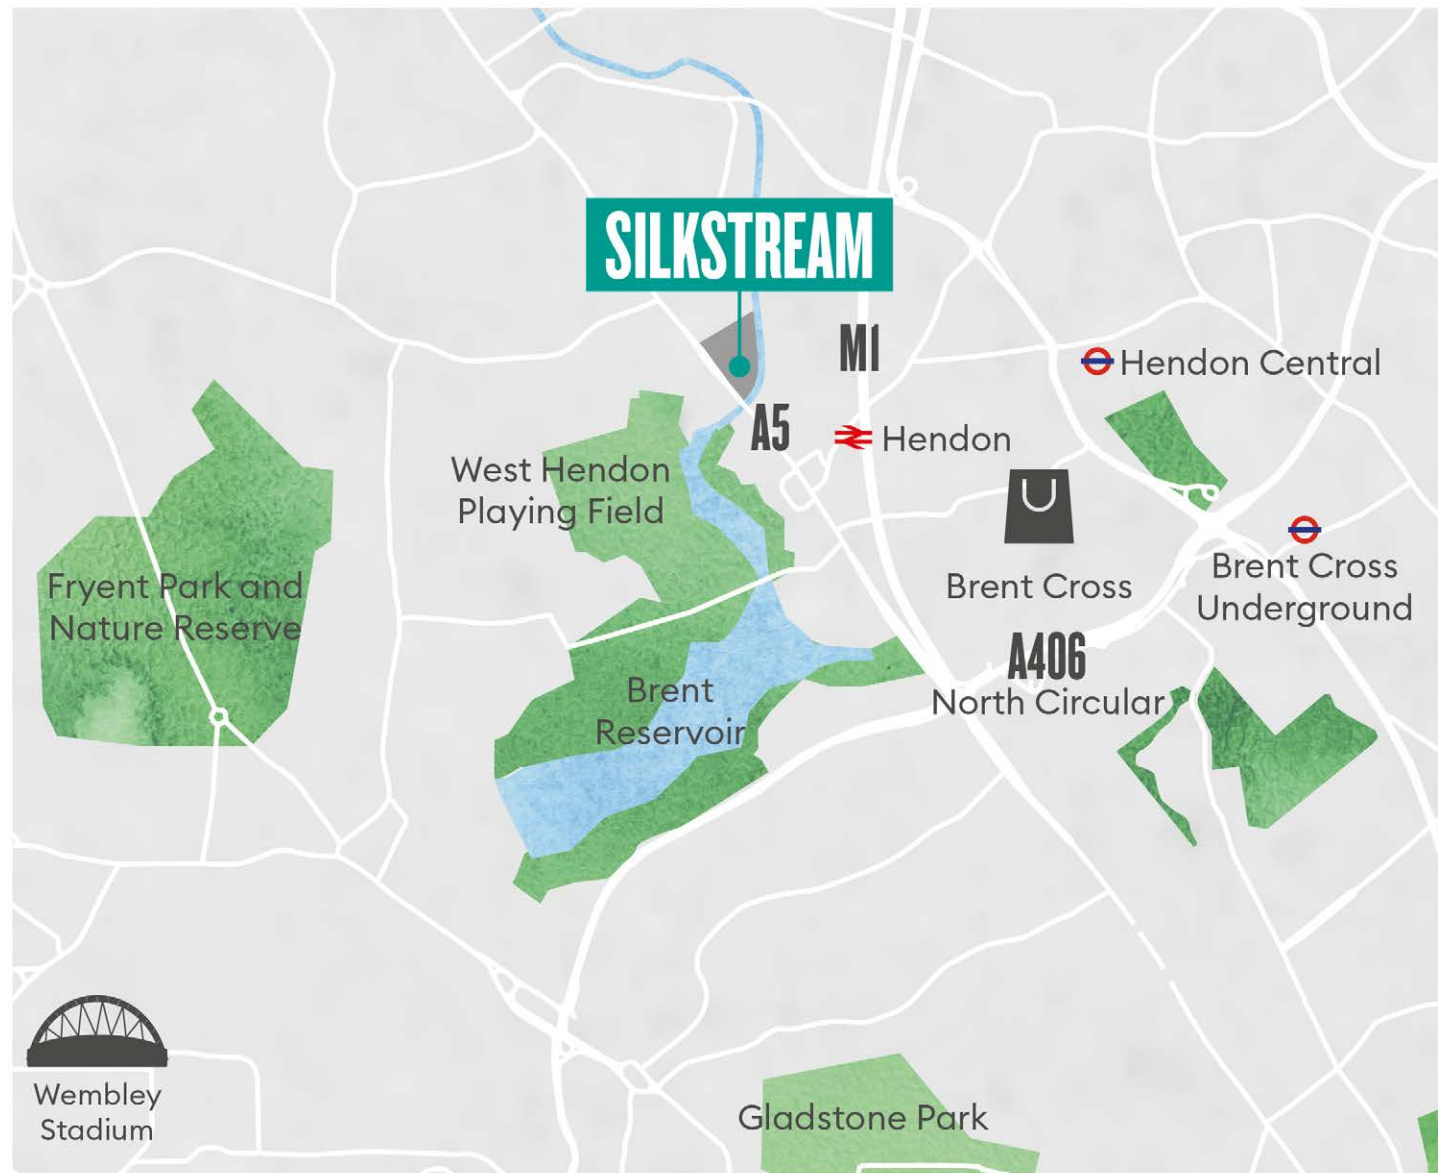 SILKSTREAM
M1
Hendon Central
A5
Hendon
West Hendon
Playing Field
Fryent Park and
Nature Reserve
Brent Cross
Brent Cross
Underground
A406
North Circular
Brent
Reservoir
Wembley
Stadium
Gladstone Park